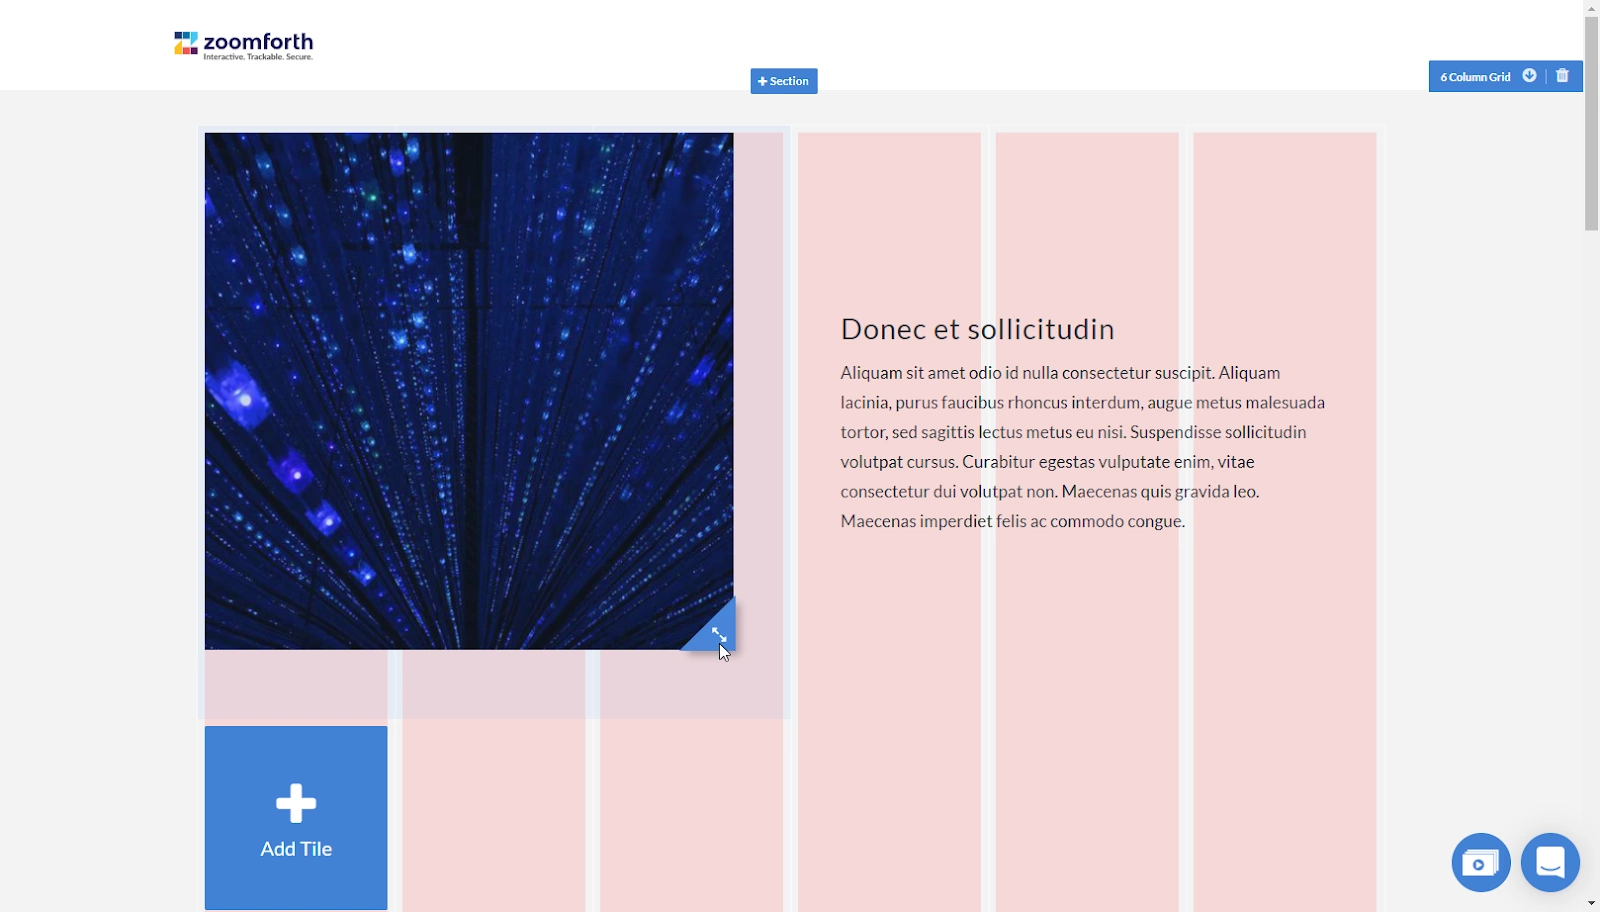 zoomforth
Interactive. Trackable. Secure.
Section
6 Column Grid
Donec et sollicitudin
Aliquam sit amet odio id nulla consectetur suscipit. Aliquam
lacinia, purus faucibus rhoncus interdum, augue metus malesuada
tortor, sed sagittis lectus metus eu nisi. Suspendisse sollicitudin
volutpat cursus. Curabitur egestas vulputate enim, vitae
consectetur dui volutpat non. Maecenas quis gravida leo.
Maecenas imperdiet felis ac commodo congue.
Add Tile